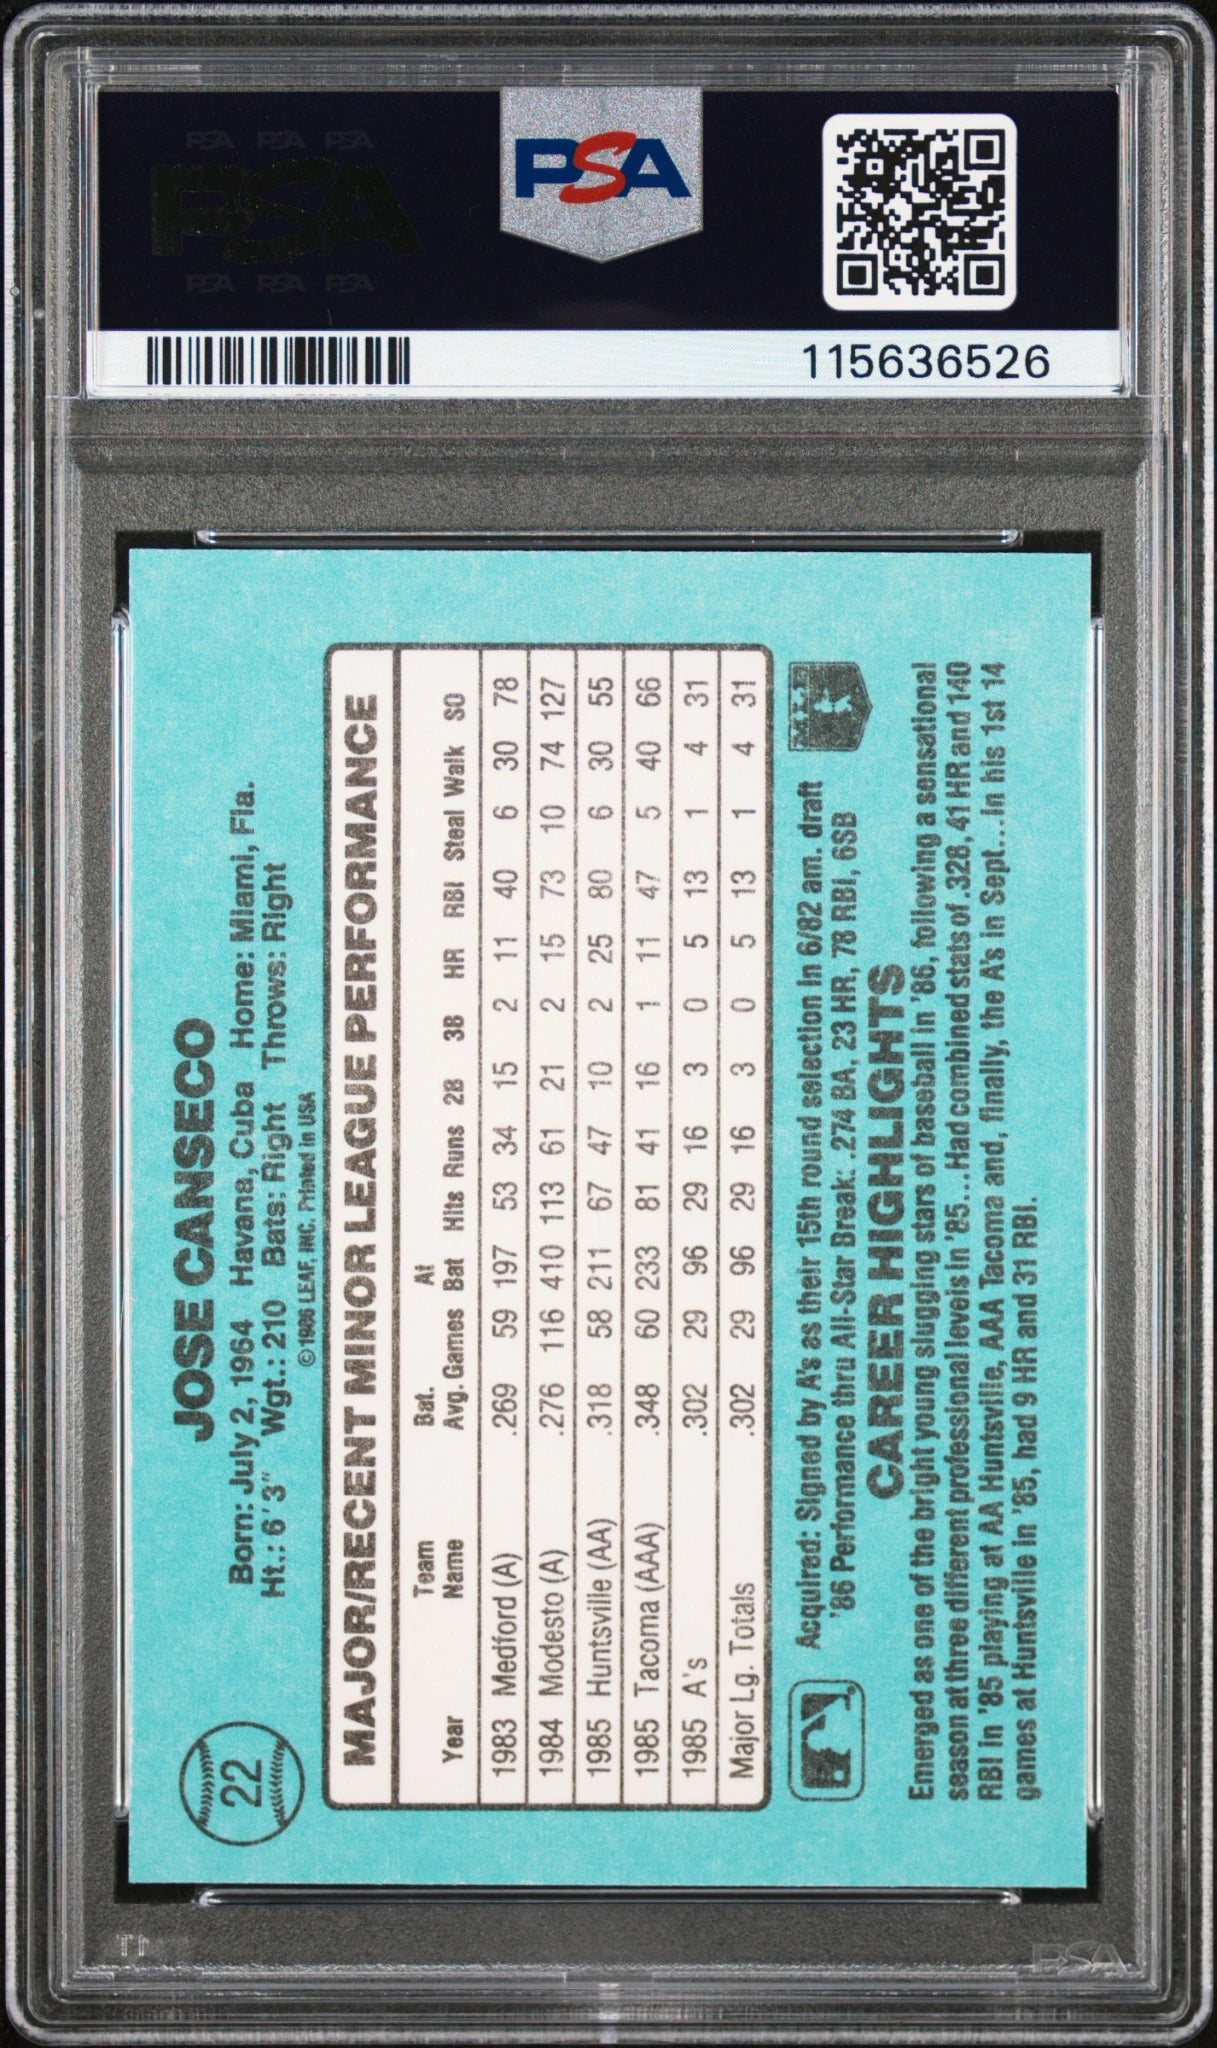 PSA PSA PSA
PSA
PSA PSA PSA
PSA
115636526
22
JOSE CANSECO
Born: July 2, 1964 Havana, Cuba Home: Miami, Fla.
Ht.: 6' 3" Wgt.: 210 Bats: Right Throws: Right
©1986 LEAF, INC. Printed in USA
MAJOR/RECENT MINOR LEAGUE PERFORMANCE
Year Team Name Bat. Avg. Games At Bat Hits Runs 2B 3B HR RBI Steal Walk SO
1983 Medford (A) .269 59 197 53 34 15 2 11 40 6 30 78
1984 Modesto (A) .276 116 410 113 61 21 2 15 73 10 74 127
1985 Huntsville (AA) .318 58 211 67 47 10 2 25 80 6 30 55
1985 Tacoma (AAA) .348 60 233 81 41 16 1 11 47 5 40 66
1985 A's .302 29 96 29 16 3 0 5 13 1 4 31
Major Lg. Totals .302 29 96 29 16 3 0 5 13 1 4 31
Acquired: Signed by A's as their 15th round selection in 6/82 am. draft
'86 Performance thru All-Star Break: .274 BA, 23 HR, 78 RBI, 6SB
CAREER HIGHLIGHTS
Emerged as one of the bright young slugging stars of baseball in '86, following a sensational
season at three different professional levels in '85...Had combined stats of .328, 41 HR and 140
RBI in '85 playing at AA Huntsville, AAA Tacoma and, finally, the A's in Sept...In his 1st 14
games at Huntsville in '85, had 9 HR and 31 RBI.
PSA